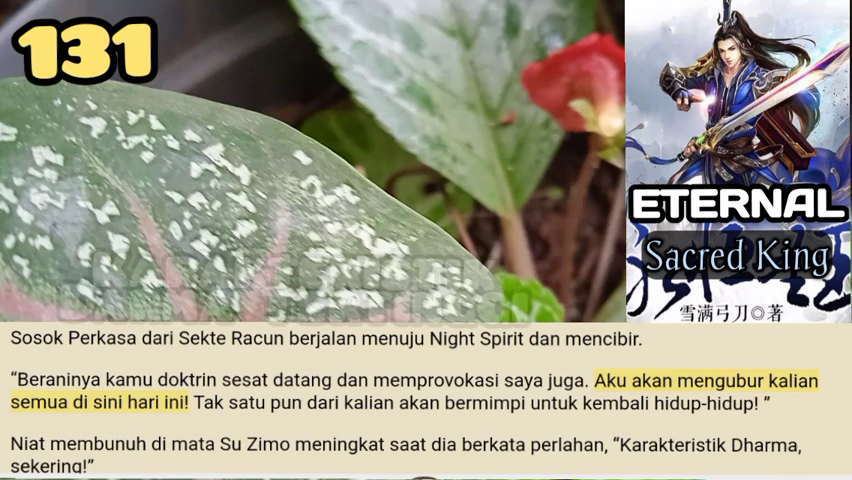 131
ETERNAL
Sacred King
雪满弓刀◎著
Sosok Perkasa dari Sekte Racun berjalan menuju Night Spirit dan mencibir.
“Beraninya kamu doktrin sesat datang dan memprovokasi saya juga. Aku akan mengubur kalian
semua di sini hari ini! Tak satu pun dari kalian akan bermimpi untuk kembali hidup-hidup! ”
Niat membunuh di mata Su Zimo meningkat saat dia berkata perlahan, “Karakteristik Dharma,
sekering!”